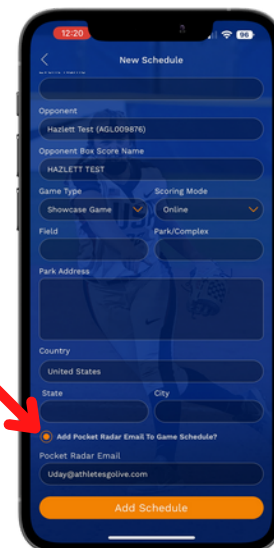 12:20
96
New Schedule
Opponent
Hazlett Test (AGL009876)
Opponent Box Score Name
HAZLETT TEST
Game Type Scoring Mode
Showcase Game Online
Field Park/Complex
Park Address
Country
United States
State City
Add Pocket Radar Email To Game Schedule?
Pocket Radar Email
Uday@athletesgolive.com
Add Schedule